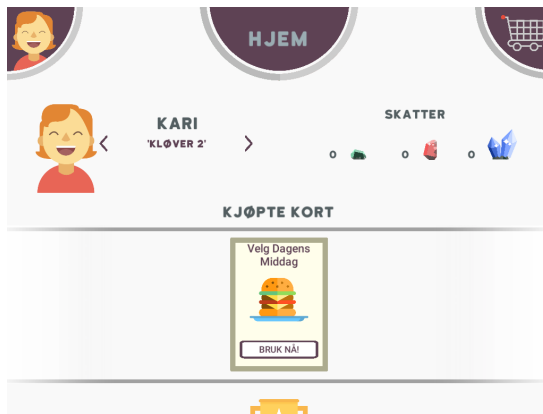 HJEM
KARI
'KLØVER 2'
SKATTER
0 0 0
KJØPTE KORT
Velg Dagens
Middag
BRUK NÅ!